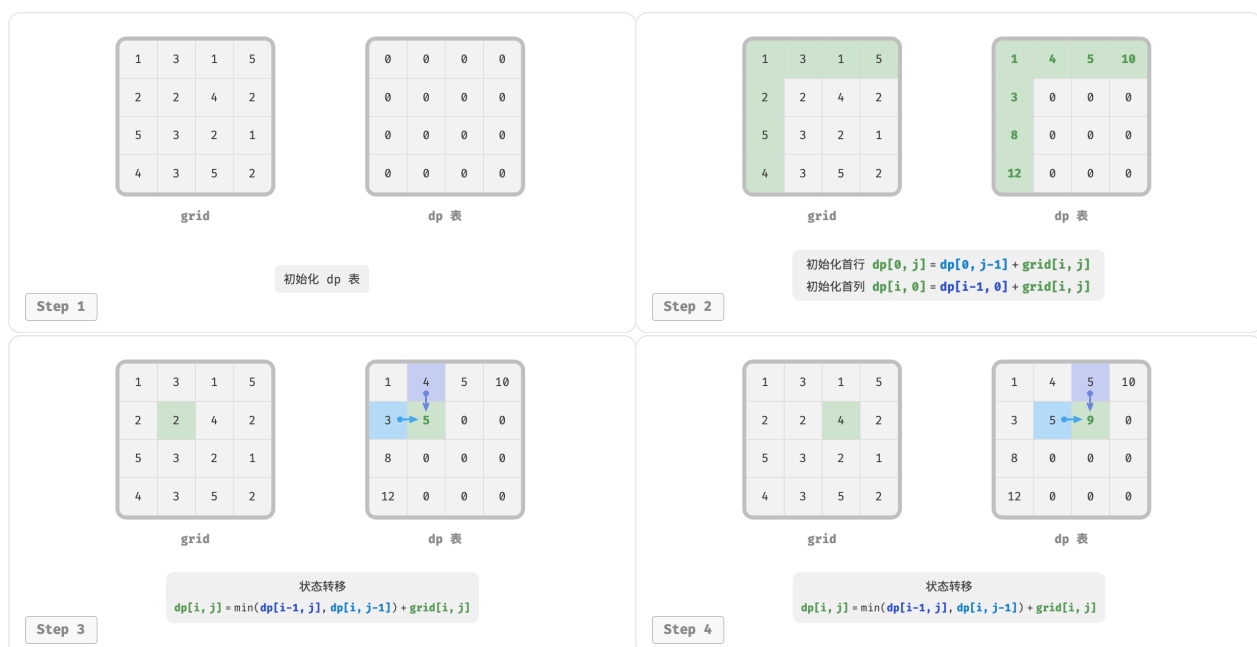 1 3 1 5
2 2 4 2
5 3 2 1
4 3 5 2
grid
0 0 0 0
0 0 0 0
0 0 0 0
0 0 0 0
dp 表
初始化 dp 表
Step 1
1 3 1 5
2 2 4 2
5 3 2 1
4 3 5 2
grid
1 4 5 10
3 0 0 0
8 0 0 0
12 0 0 0
dp 表
初始化首行 dp[0, j] = dp[0, j-1] + grid[i, j]
初始化首列 dp[i, 0] = dp[i-1, 0] + grid[i, j]
Step 2
1 3 1 5
2 2 4 2
5 3 2 1
4 3 5 2
grid
1 4 5 10
3 5 0 0
8 0 0 0
12 0 0 0
dp 表
状态转移
dp[i, j] = min(dp[i-1, j], dp[i, j-1]) + grid[i, j]
Step 3
1 3 1 5
2 2 4 2
5 3 2 1
4 3 5 2
grid
1 4 5 10
3 5 9 0
8 0 0 0
12 0 0 0
dp 表
状态转移
dp[i, j] = min(dp[i-1, j], dp[i, j-1]) + grid[i, j]
Step 4